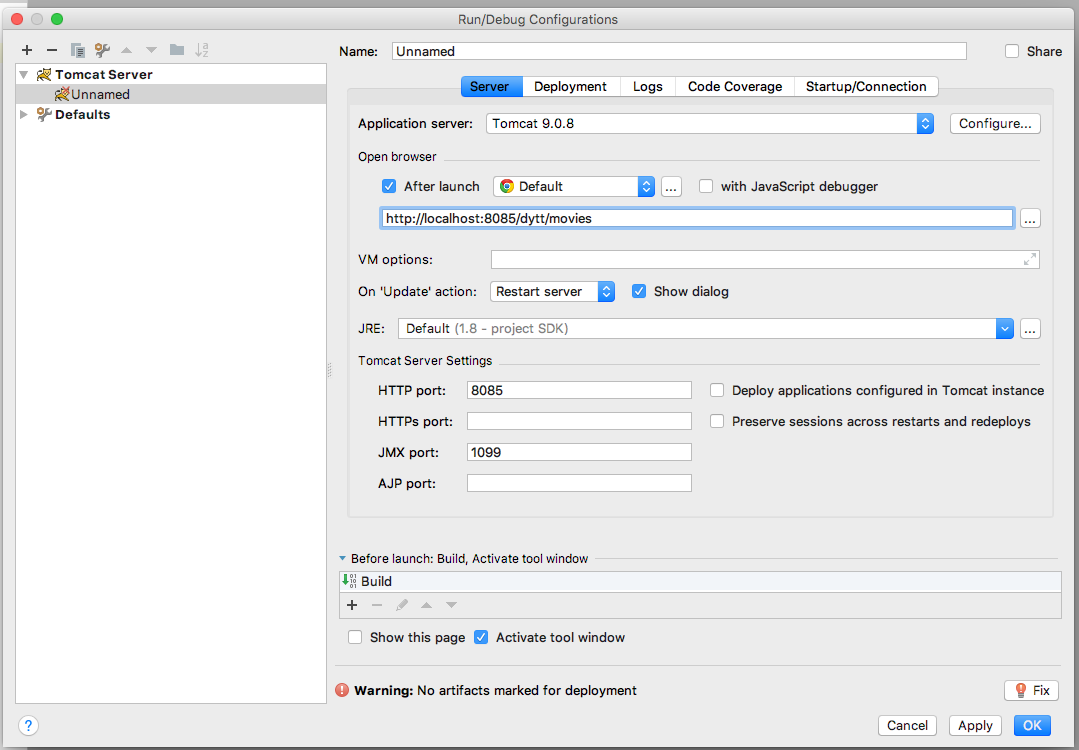 Run/Debug Configurations
Tomcat Server
Unnamed
Defaults
Name: Unnamed Share
Server Deployment Logs Code Coverage Startup/Connection
Application server: Tomcat 9.0.8 Configure...
Open browser
After launch Default ... with JavaScript debugger
http://localhost:8085/dytt/movies ...
VM options:
On 'Update' action: Restart server Show dialog
JRE: Default (1.8 - project SDK) ...
Tomcat Server Settings
HTTP port: 8085 Deploy applications configured in Tomcat instance
HTTPs port: Preserve sessions across restarts and redeploys
JMX port: 1099
AJP port:
Before launch: Build, Activate tool window
Build
Show this page Activate tool window
Warning: No artifacts marked for deployment Fix
? Cancel Apply OK